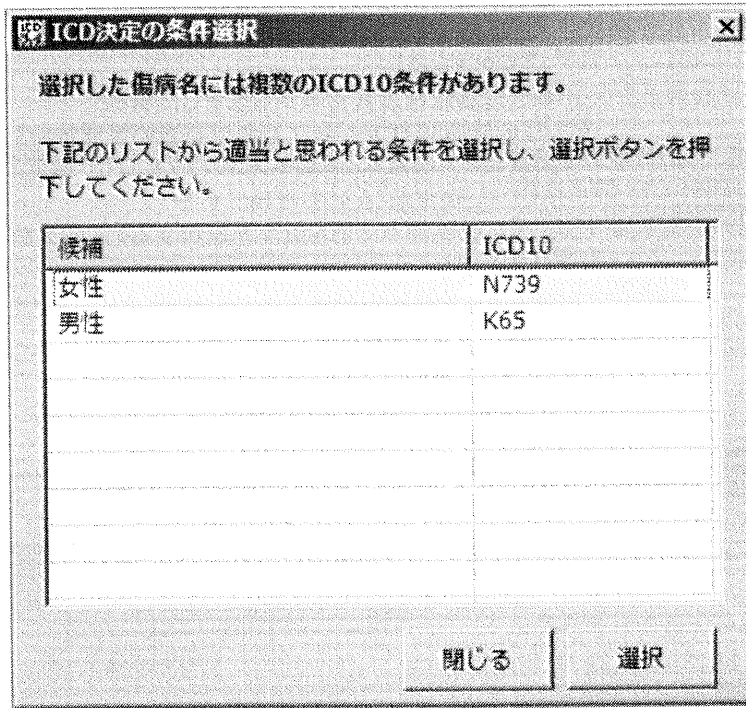 ICD決定の条件選択
選択した傷病名には複数のICD10条件があります。
下記のリストから適当と思われる条件を選択し、選択ボタンを押
下してください。
候補 ICD10
女性 N739
男性 K65
閉じる 選択